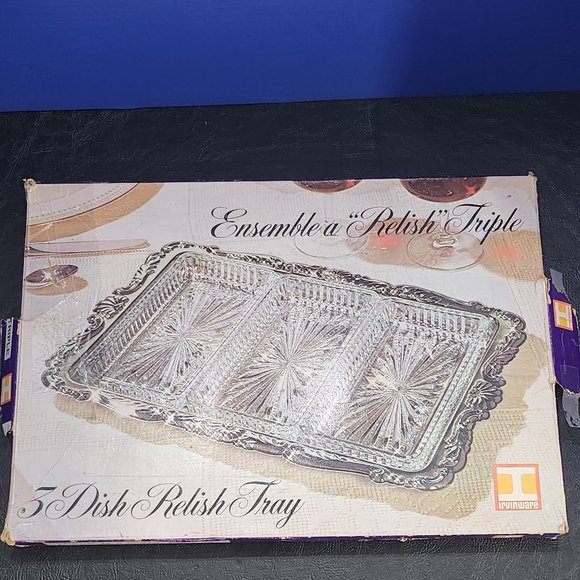 Ensemble a "Relish" Triple
3 Dish Relish Tray
IRVINWARE